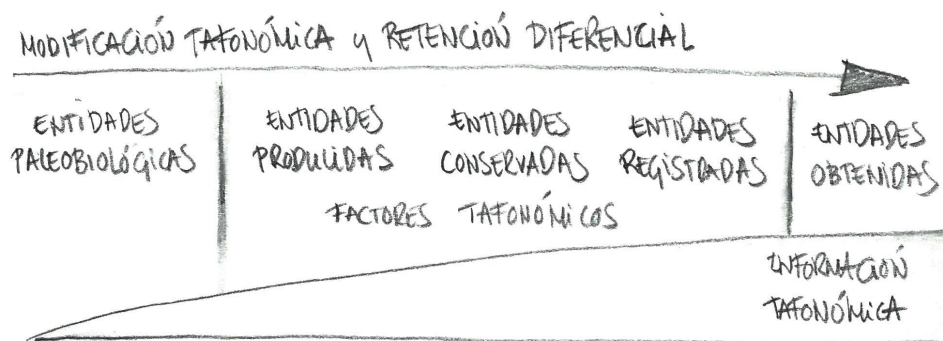 MODIFICACIÓN TAFONÓMICA y RETENCIÓN DIFERENCIAL
ENTIDADES
PALEOBIOLÓGICAS
ENTIDADES
PRODUCIDAS
ENTIDADES
CONSERVADAS
ENTIDADES
REGISTRADAS
ENTIDADES
OBTENIDAS
FACTORES TAFONÓMICOS
INFORMACIÓN
TAFONÓMICA